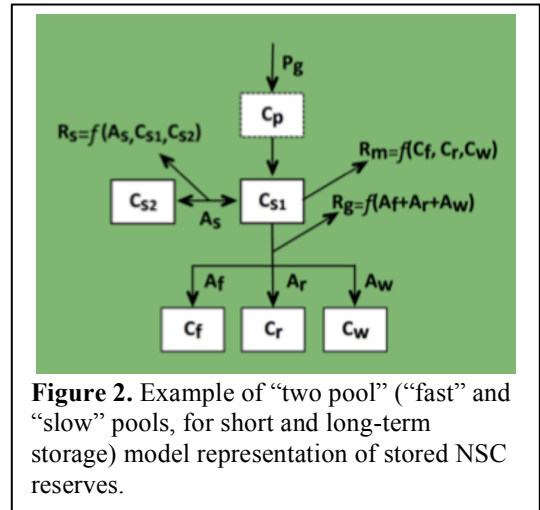 Pg
Cp
Rs=f(As,Cs1,Cs2)
Rm=f(Cf, Cr,Cw)
Cs2
As
Cs1
Rg=f(Af+Ar+Aw)
Af
Ar
Aw
Cf
Cr
Cw
Figure 2. Example of “two pool” (“fast” and
“slow” pools, for short and long-term
storage) model representation of stored NSC
reserves.